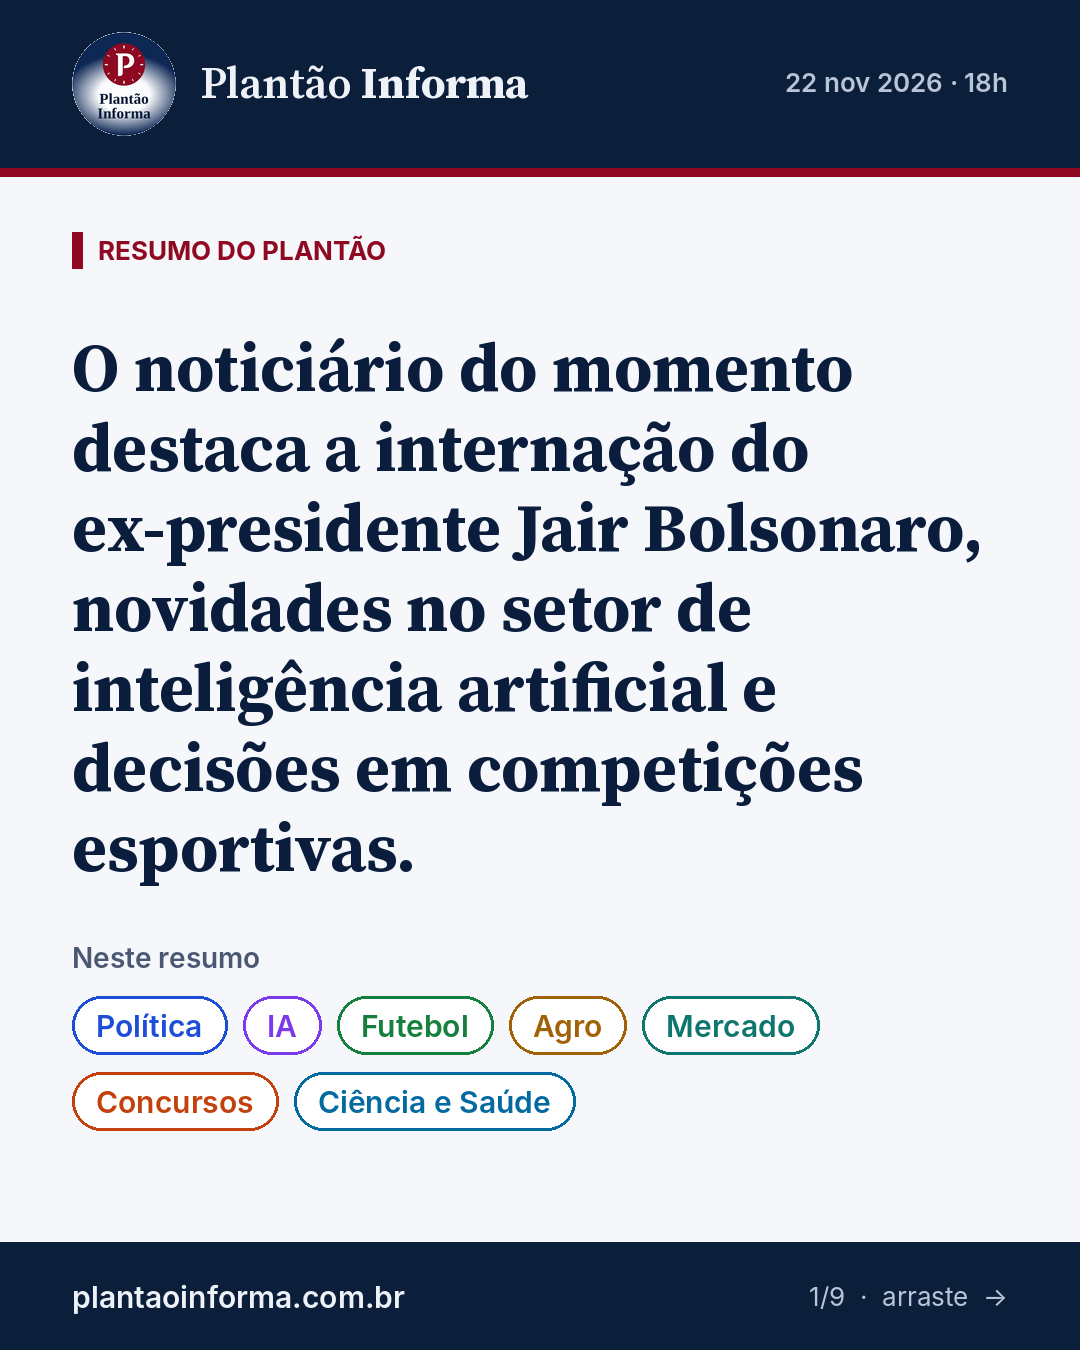 P
Plantão
Informa
Plantão Informa
22 nov 2026 · 18h
RESUMO DO PLANTÃO
O noticiário do momento
destaca a internação do
ex-presidente Jair Bolsonaro,
novidades no setor de
inteligência artificial e
decisões em competições
esportivas.
Neste resumo
Política
IA
Futebol
Agro
Mercado
Concursos
Ciência e Saúde
plantaoinforma.com.br
1/9 · arraste →